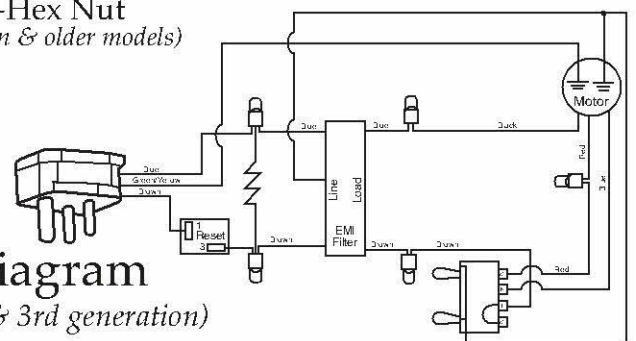 -Hex Nut
n & older models)
Motor
Blue
Blue
Black
Red
Blue
Blue
Green/Yellow
Brown
1
Reset
3
Line
Load
EMI
Filter
Brown
Brown
Brown
Red
iagram
& 3rd generation)